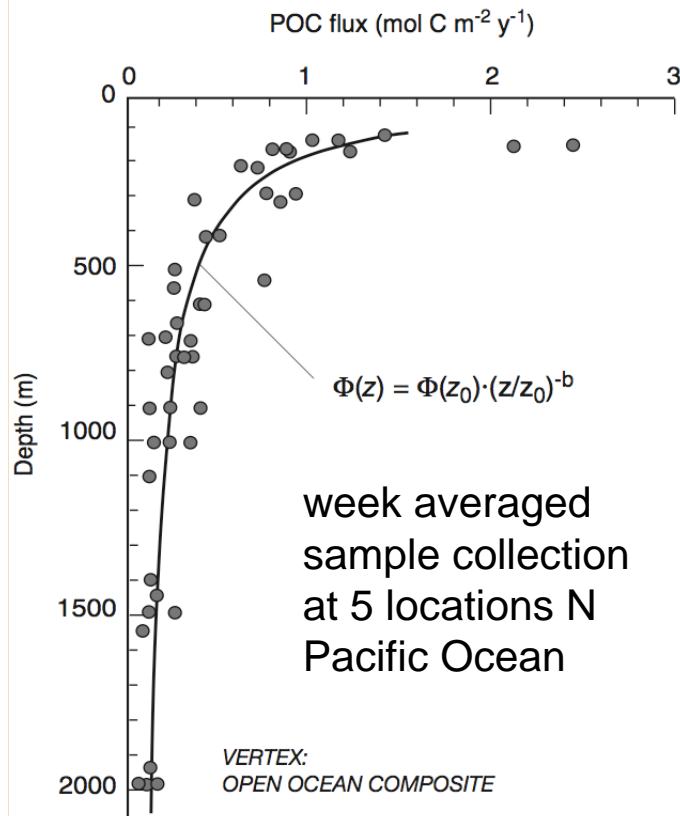 POC flux (mol C m⁻² y⁻¹)
0 1 2 3
0
500
1000
1500
2000
Depth (m)
Φ(z) = Φ(z₀)·(z/z₀)⁻ᵇ
week averaged
sample collection
at 5 locations N
Pacific Ocean
VERTEX:
OPEN OCEAN COMPOSITE